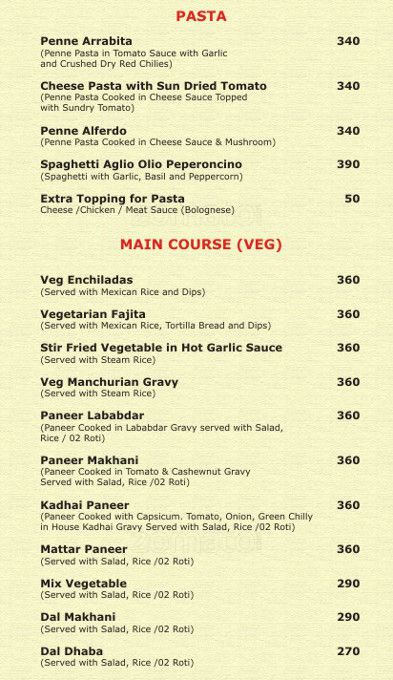 PASTA
Penne Arrabita 340
(Penne Pasta in Tomato Sauce with Garlic
and Crushed Dry Red Chilies)
Cheese Pasta with Sun Dried Tomato 340
(Penne Pasta Cooked in Cheese Sauce Topped
with Sundry Tomato)
Penne Alferdo 340
(Penne Pasta Cooked in Cheese Sauce & Mushroom)
Spaghetti Aglio Olio Peperoncino 390
(Spaghetti with Garlic, Basil and Peppercorn)
Extra Topping for Pasta 50
Cheese /Chicken / Meat Sauce (Bolognese)
MAIN COURSE (VEG)
Veg Enchiladas 360
(Served with Mexican Rice and Dips)
Vegetarian Fajita 360
(Served with Mexican Rice, Tortilla Bread and Dips)
Stir Fried Vegetable in Hot Garlic Sauce 360
(Served with Steam Rice)
Veg Manchurian Gravy 360
(Served with Steam Rice)
Paneer Lababdar 360
(Paneer Cooked in Lababdar Gravy served with Salad,
Rice / 02 Roti)
Paneer Makhani 360
(Paneer Cooked in Tomato & Cashewnut Gravy
Served with Salad, Rice /02 Roti)
Kadhai Paneer 360
(Paneer Cooked with Capsicum. Tomato, Onion, Green Chilly
in House Kadhai Gravy Served with Salad, Rice /02 Roti)
Mattar Paneer 360
(Served with Salad, Rice /02 Roti)
Mix Vegetable 290
(Served with Salad, Rice /02 Roti)
Dal Makhani 290
(Served with Salad, Rice /02 Roti)
Dal Dhaba 270
(Served with Salad, Rice /02 Roti)